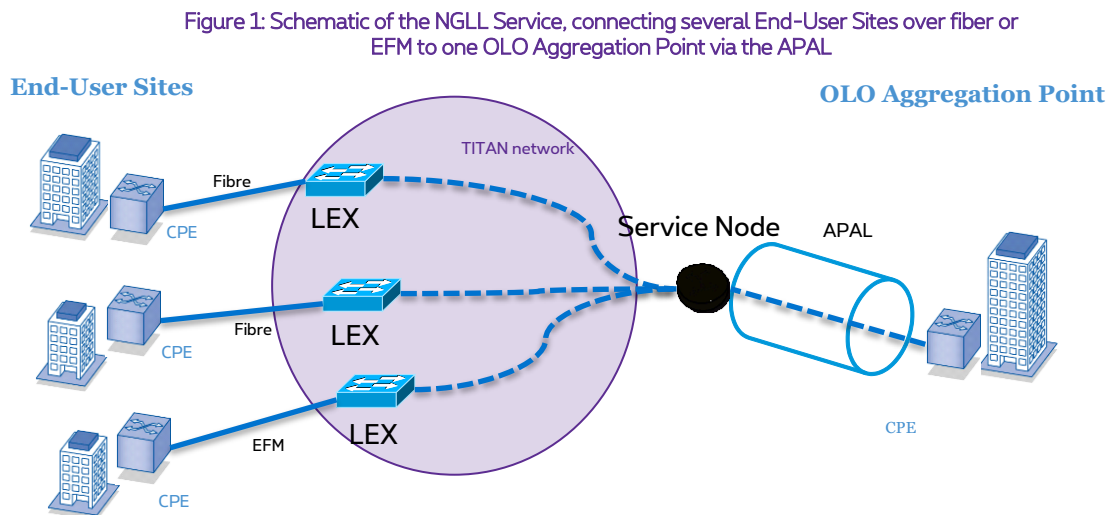 Figure 1: Schematic of the NGLL Service, connecting several End-User Sites over fiber or
EFM to one OLO Aggregation Point via the APAL
End-User Sites
OLO Aggregation Point
TITAN network
Fibre
LEX
CPE
Service Node
APAL
Fibre
LEX
CPE
EFM
LEX
CPE
CPE